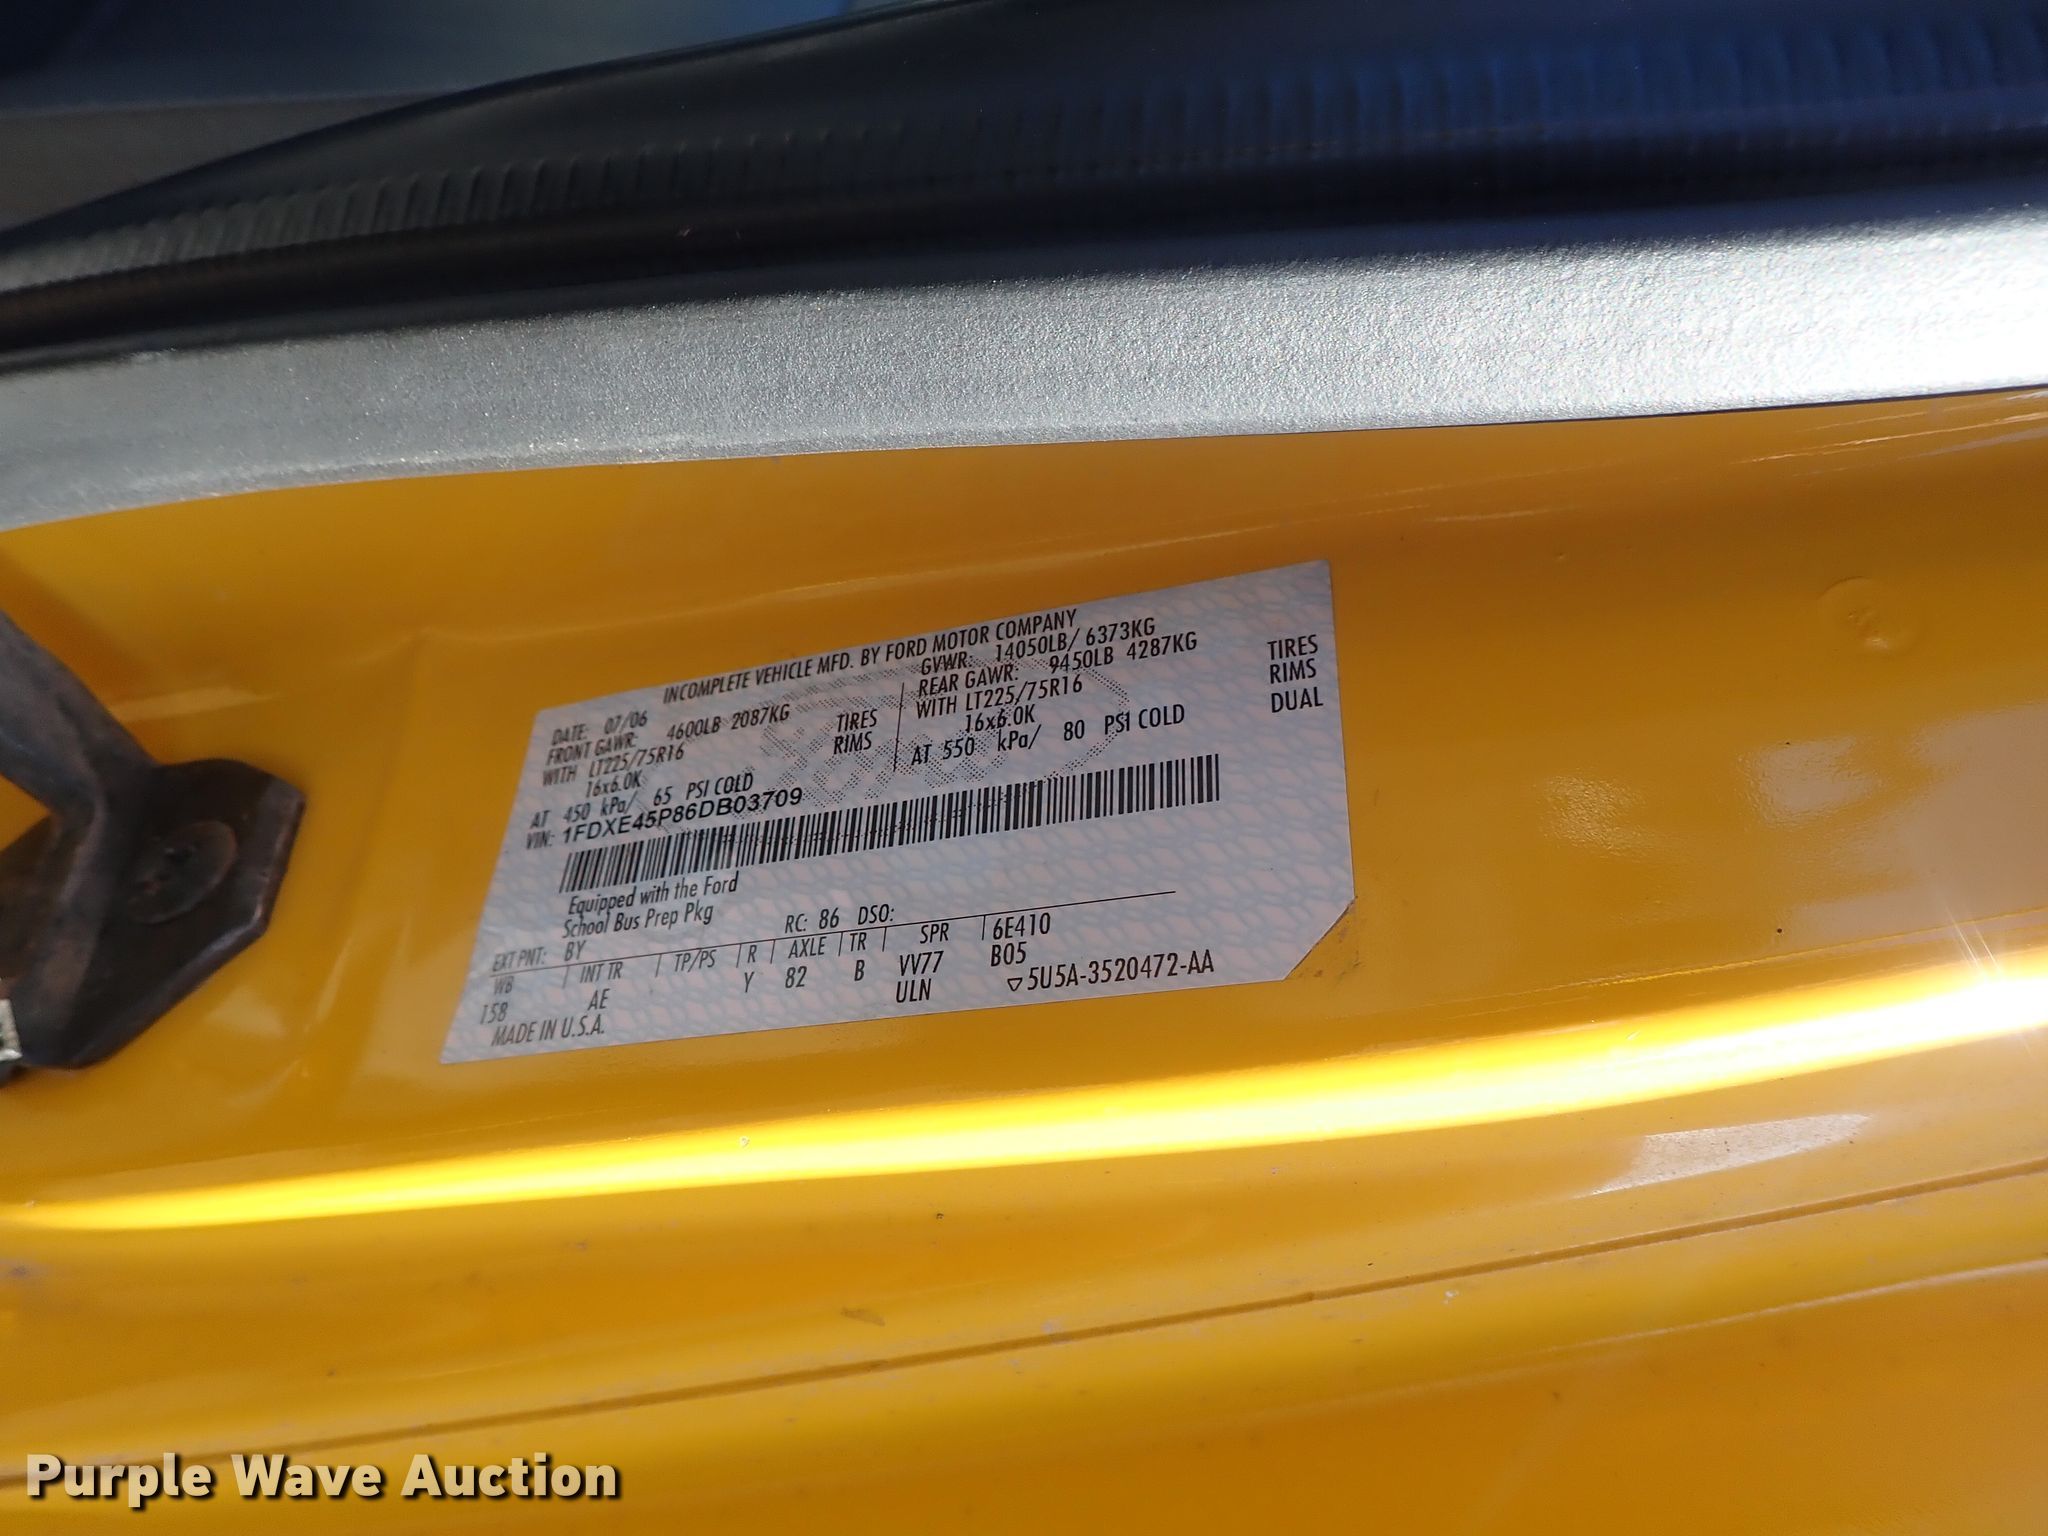 INCOMPLETE VEHICLE MFD. BY FORD MOTOR COMPANY
DATE: 07/06 GVWR: 14050LB/ 6373KG
FRONT GAWR: 4600LB 2087KG REAR GAWR: 9450LB 4287KG
WITH LT225/75R16 TIRES WITH LT225/75R16 TIRES
16x6.0K RIMS 16x6.0K RIMS
AT 450 kPa/ 65 PSI COLD AT 550 kPa/ 80 PSI COLD DUAL
VIN: 1FDXE45P86DB03709
Equipped with the Ford
School Bus Prep Pkg
EXT PNT: BY RC: 86 DSO:
WB INT TR TP/PS R AXLE TR SPR 6E410
158 AE Y 82 B VV77 B05
MADE IN U.S.A. ULN ▽5U5A-3520472-AA
Purple Wave Auction